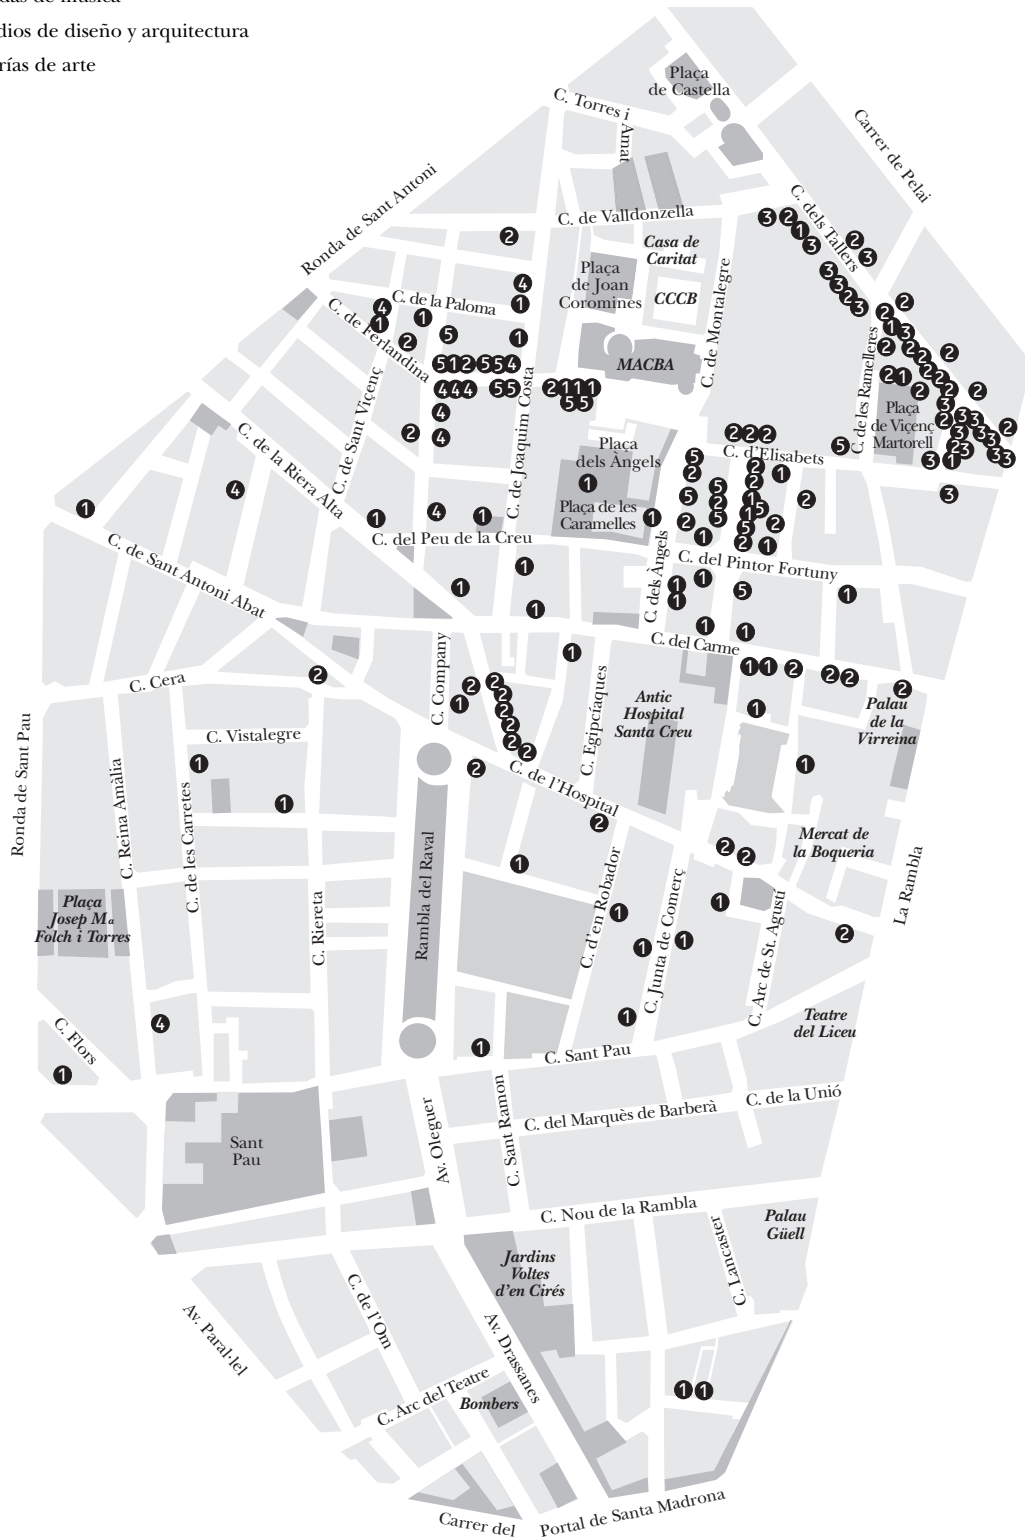 das de música
dios de diseño y arquitectura
rías de arte
Plaça
de Castella
C. Torres i
Amat
Carrer de Pelai
Ronda de Sant Antoni
C. de Valldonzella
C. dels Tallers
Casa de
Caritat
Plaça
de Joan
Coromines
CCCB
C. de Montalegre
C. de la Paloma
C. de Ferlandina
MACBA
C. de les Ramelleres
Plaça
de Viçenç
Martorell
C. de Sant Viçenç
C. de Joaquim Costa
C. de la Riera Alta
Plaça
dels Àngels
C. d'Elisabets
Plaça de les
Caramelles
C. del Peu de la Creu
C. de Sant Antoni Abat
C. dels Àngels
C. del Pintor Fortuny
C. del Carme
C. Cera
C. Company
C. Egipcíaques
Antic
Hospital
Santa Creu
Palau
de la
Virreina
Ronda de Sant Pau
C. Vistalegre
C. Reina Amàlia
C. de les Carretes
C. de l'Hospital
Mercat de
la Boqueria
La Rambla
Plaça
Josep Mª
Folch i Torres
C. Riereta
Rambla del Raval
C. d'en Robador
C. Junta de Comerç
C. Arc de St. Agustí
Teatre
del Liceu
C. Flors
C. Sant Pau
C. de la Unió
C. del Marquès de Barberà
Sant
Pau
Av. Oleguer
C. Sant Ramon
C. Nou de la Rambla
Palau
Güell
C. Lancaster
Jardins
Voltes
d'en Cirés
Av. Paral·lel
C. de l'Om
Av. Drassanes
C. Arc del Teatre
Bombers
Carrer del
Portal de Santa Madrona